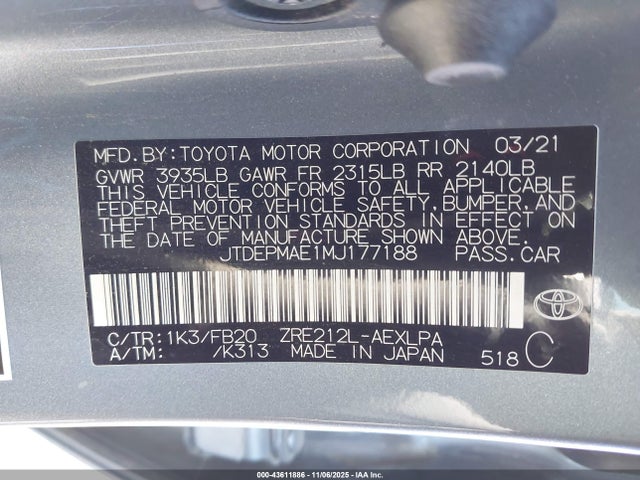 MFD.BY:TOYOTA MOTOR CORPORATION 03/21
GVWR 3935LB GAWR FR 2315LB RR 2140LB
THIS VEHICLE CONFORMS TO ALL APPLICABLE
FEDERAL MOTOR VEHICLE SAFETY, BUMPER, AND
THEFT PREVENTION STANDARDS IN EFFECT ON
THE DATE OF MANUFACTURE SHOWN ABOVE.
JTDEPMAE1MJ177188 PASS.CAR
C/TR:1K3/FB20 ZRE212L-AEXLPA
A/TM: /K313 MADE IN JAPAN 518 C
000-43611886 - 11/06/2025 - IAA Inc.